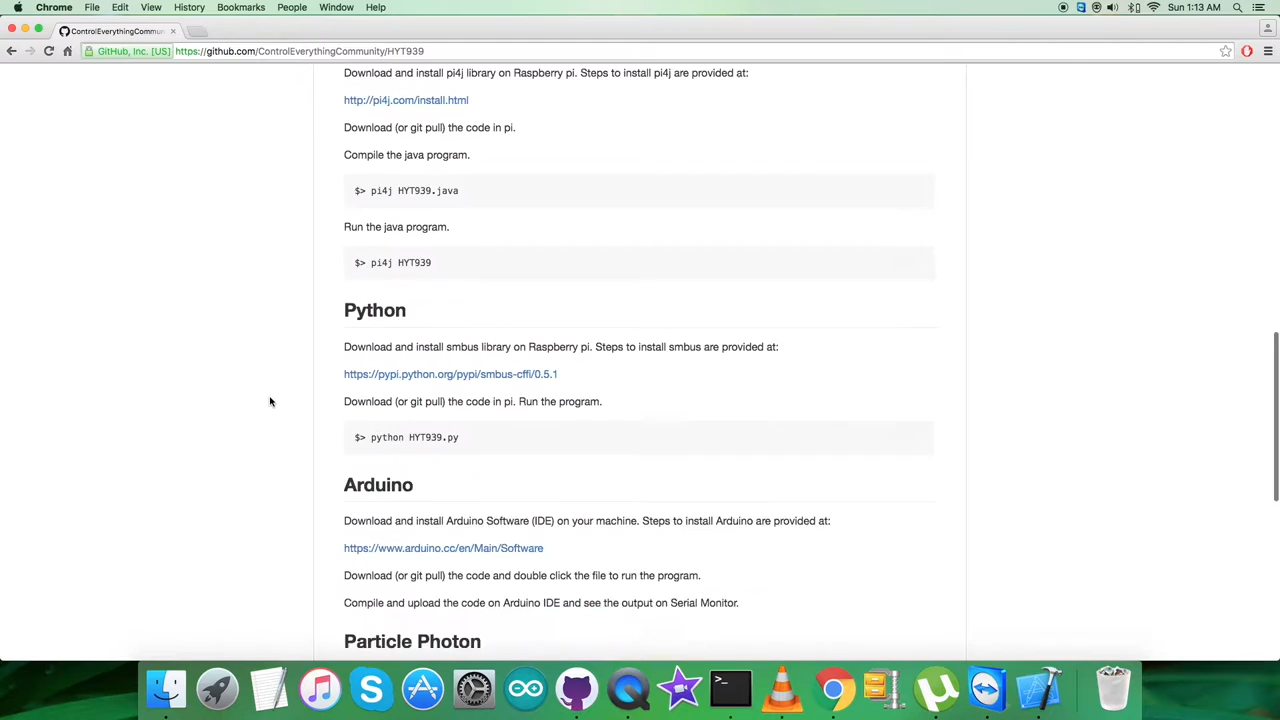 Chrome File Edit View History Bookmarks People Window Help Sun 1:13 AM
ControlEverythingCommun
GitHub, Inc. [US] https://github.com/ControlEverythingCommunity/HYT939
Download and install pi4j library on Raspberry pi. Steps to install pi4j are provided at:
http://pi4j.com/install.html
Download (or git pull) the code in pi.
Compile the java program.
$> pi4j HYT939.java
Run the java program.
$> pi4j HYT939
Python
Download and install smbus library on Raspberry pi. Steps to install smbus are provided at:
https://pypi.python.org/pypi/smbus-cffi/0.5.1
Download (or git pull) the code in pi. Run the program.
$> python HYT939.py
Arduino
Download and install Arduino Software (IDE) on your machine. Steps to install Arduino are provided at:
https://www.arduino.cc/en/Main/Software
Download (or git pull) the code and double click the file to run the program.
Compile and upload the code on Arduino IDE and see the output on Serial Monitor.
Particle Photon